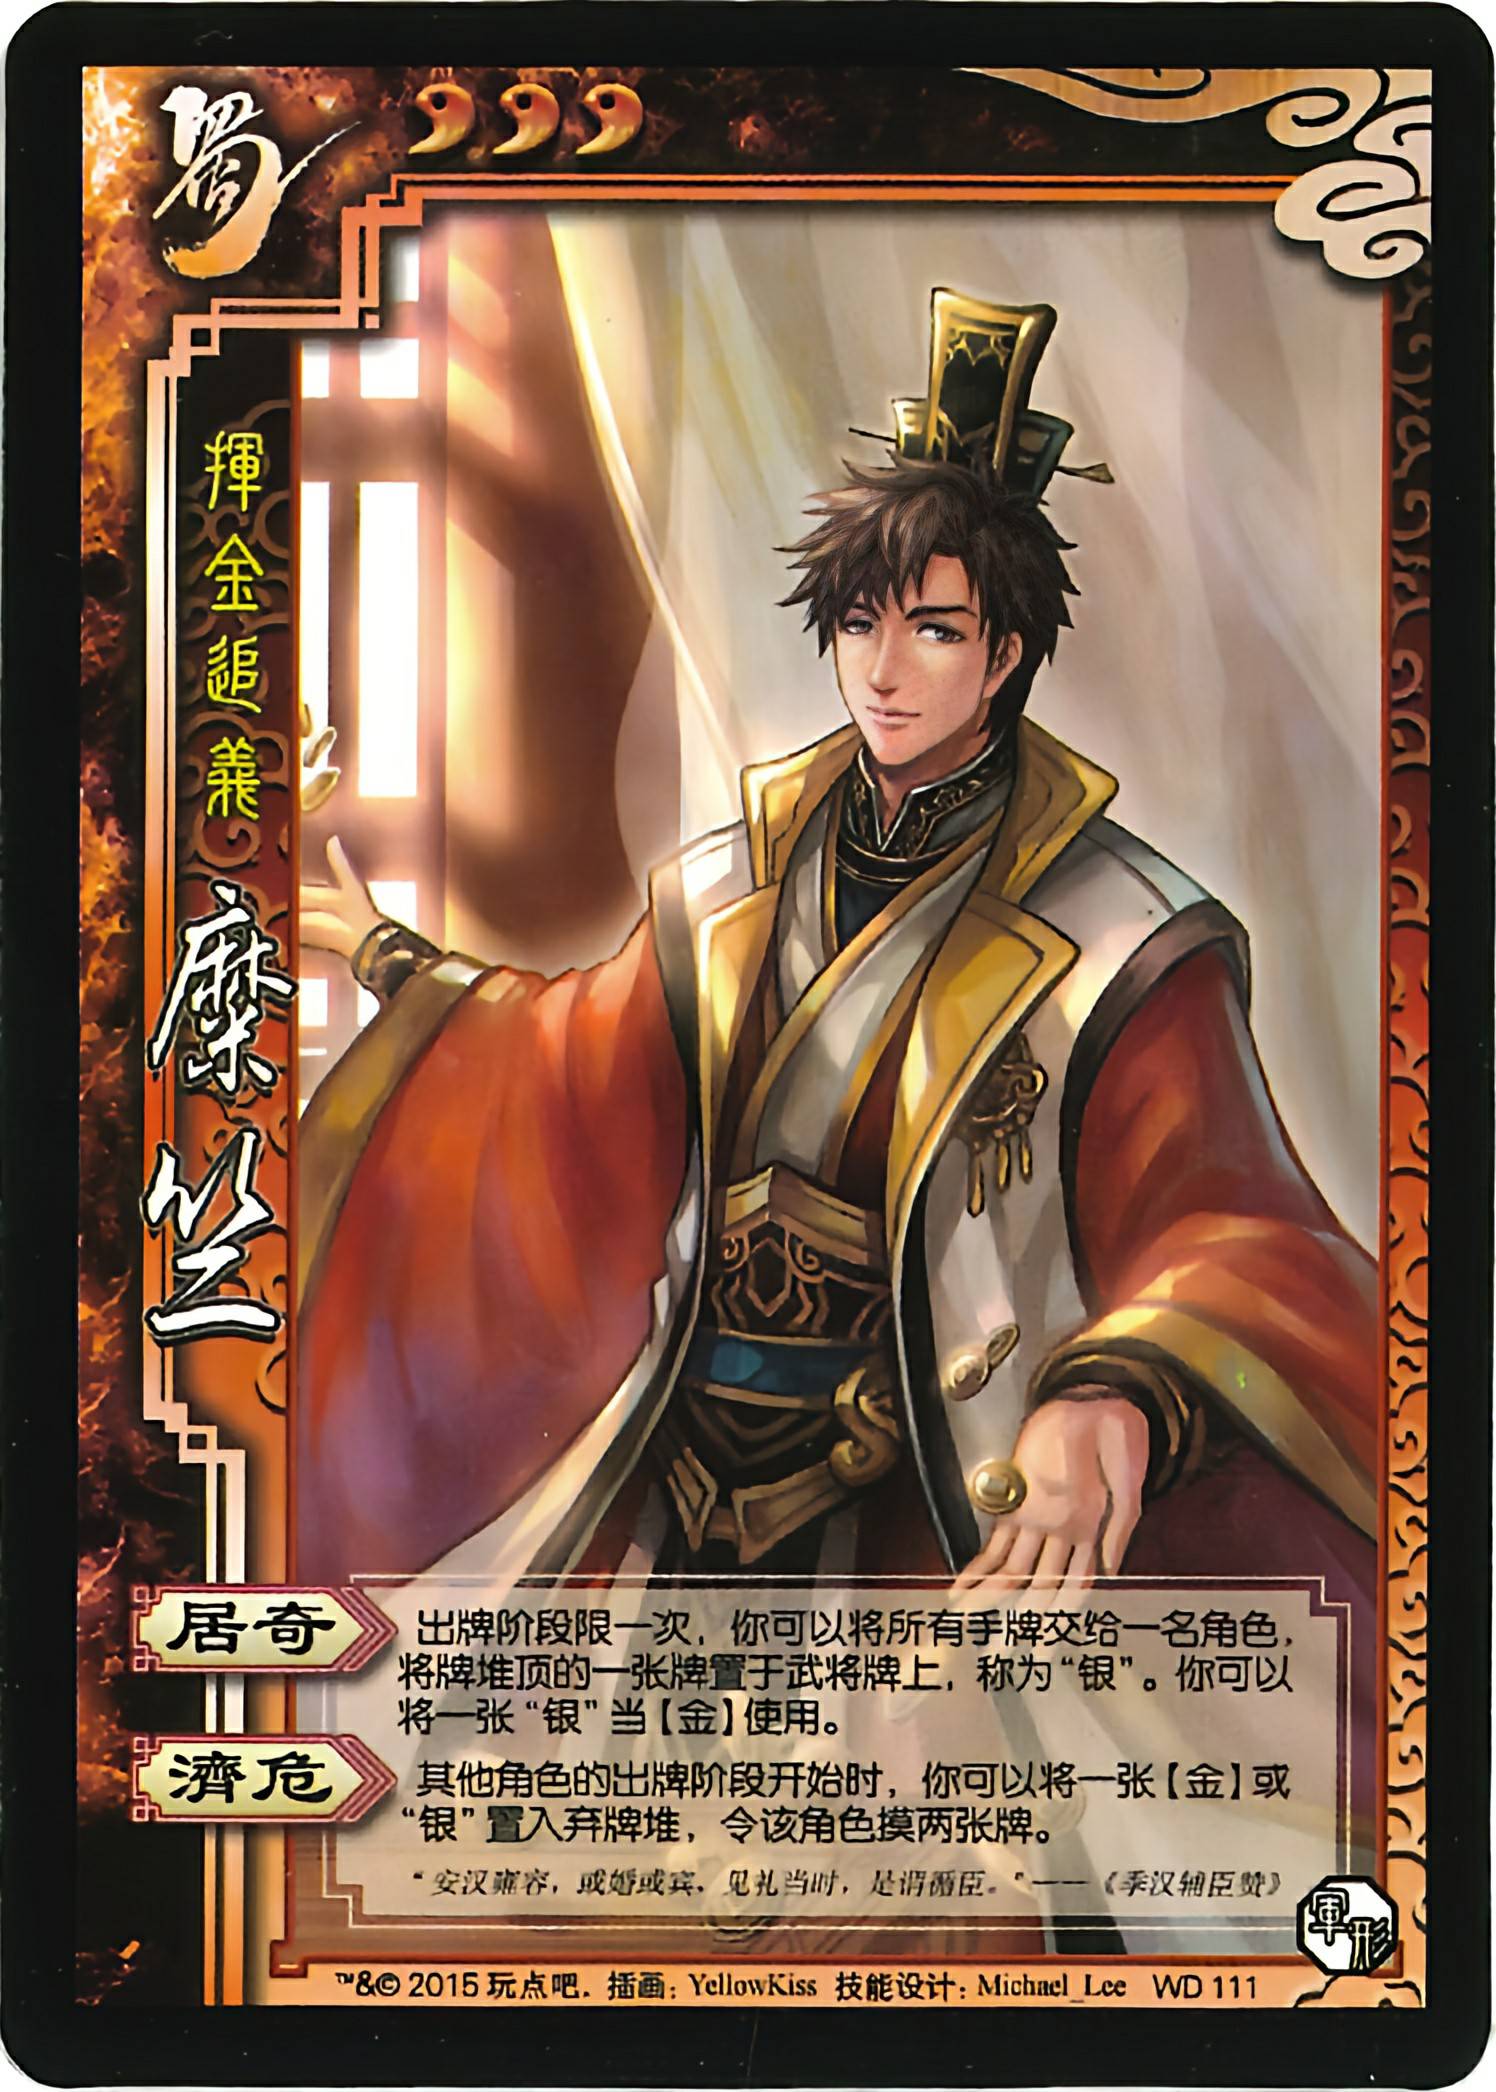 蜀
揮金追義
糜竺
居奇
出牌阶段限一次，你可以将所有手牌交给一名角色，
将牌堆顶的一张牌置于武将牌上，称为“银”。你可以
将一张“银”当【金】使用。
濟危
其他角色的出牌阶段开始时，你可以将一张【金】或
“银”置入弃牌堆，令该角色摸两张牌。
“安汉雍容，或婚或宾，见礼当时，是谓循臣。”——《季汉辅臣赞》
軍形
™&© 2015 玩点吧. 插画: YellowKiss 技能设计: Michael_Lee WD 111